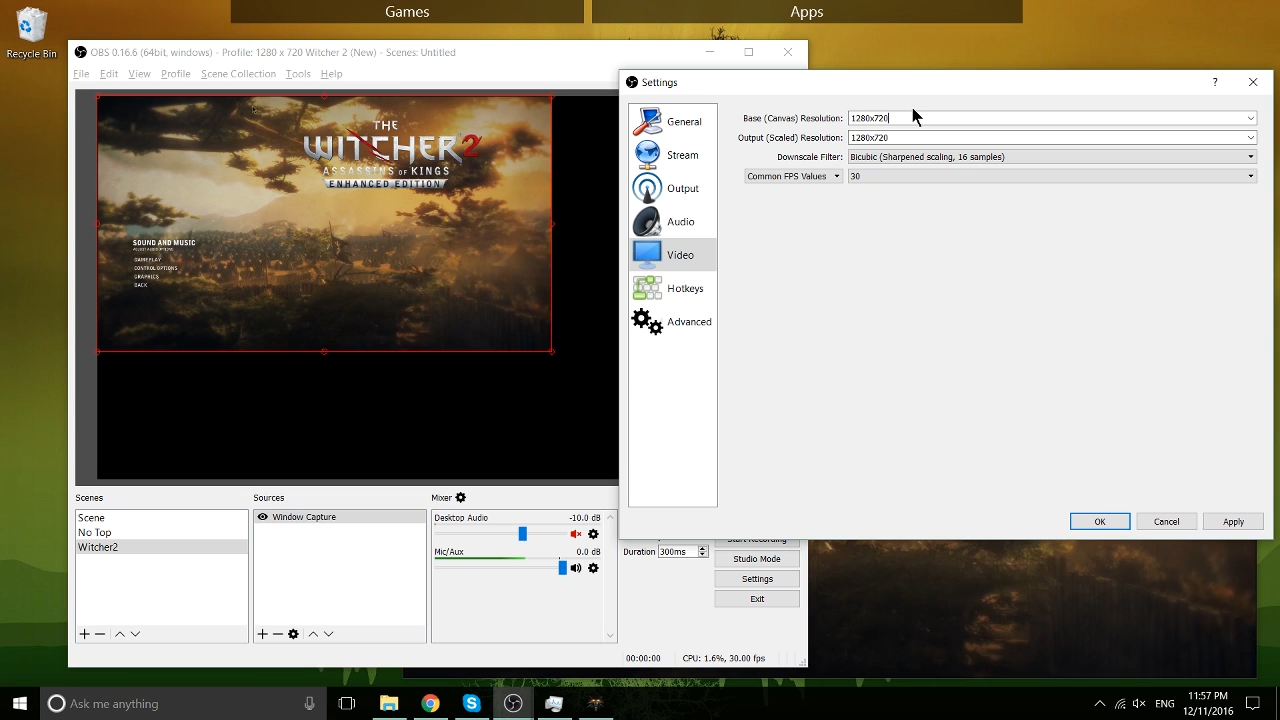 Games
Apps
Recycle Bin
OBS 0.16.6 (64bit, windows) - Profile: 1280 x 720 Witcher 2 (New) - Scenes: Untitled
File Edit View Profile Scene Collection Tools Help
THE
WITCHER 2
ASSASSINS OF KINGS
ENHANCED EDITION
SOUND AND MUSIC
ADJUST AUDIO OPTIONS
GAMEPLAY
CONTROL OPTIONS
GRAPHICS
BACK
Settings
?
General
Stream
Output
Audio
Video
Hotkeys
Advanced
Base (Canvas) Resolution: 1280x720
Output (Scaled) Resolution: 1280x720
Downscale Filter: Bicubic (Sharpened scaling, 16 samples)
Common FPS Values 30
OK Cancel Apply
Scenes
Scene
No Top
Witcher2
Sources
Window Capture
Mixer
Desktop Audio -10.0 dB
Mic/Aux 0.0 dB
Start Recording
Duration 300ms
Studio Mode
Settings
Exit
00:00:00 CPU: 1.6%, 30.00 fps
Ask me anything
ENG
11:57 PM
12/11/2016